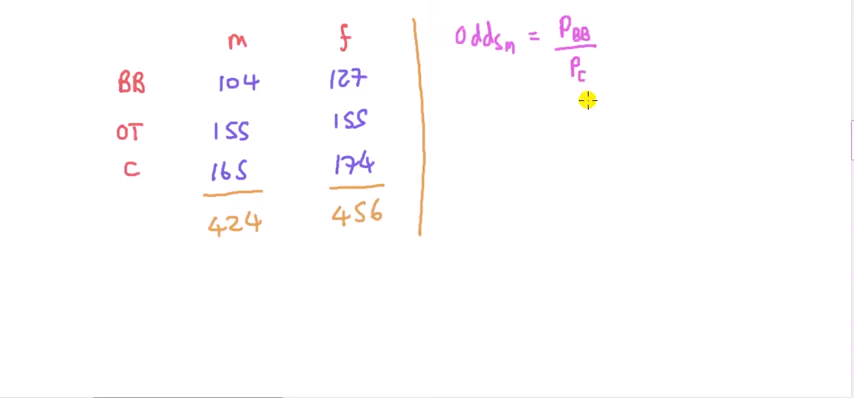 m f
BB 104 127
OT 155 155
C 165 174
424 456
Odds_m = P_BB / P_C